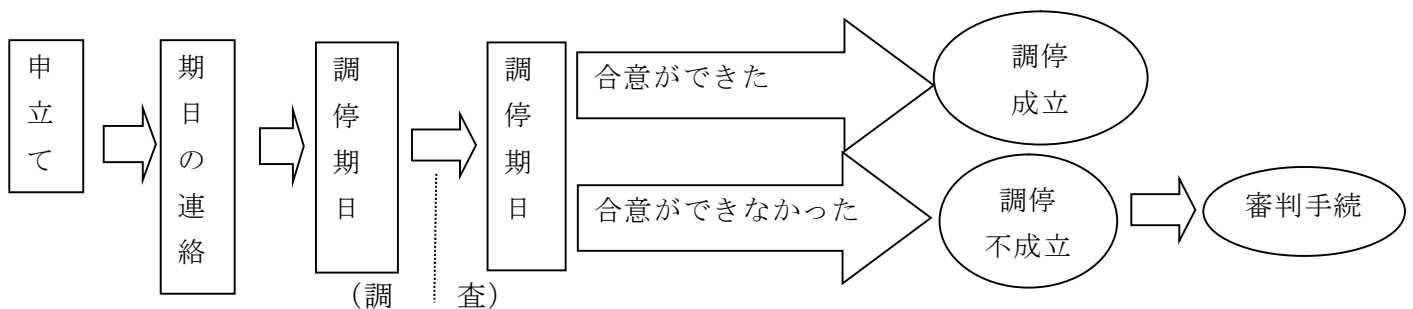 申立て
期日の連絡
調停期日
(調　査)
調停期日
合意ができた
調停
成立
合意ができなかった
調停
不成立
審判手続